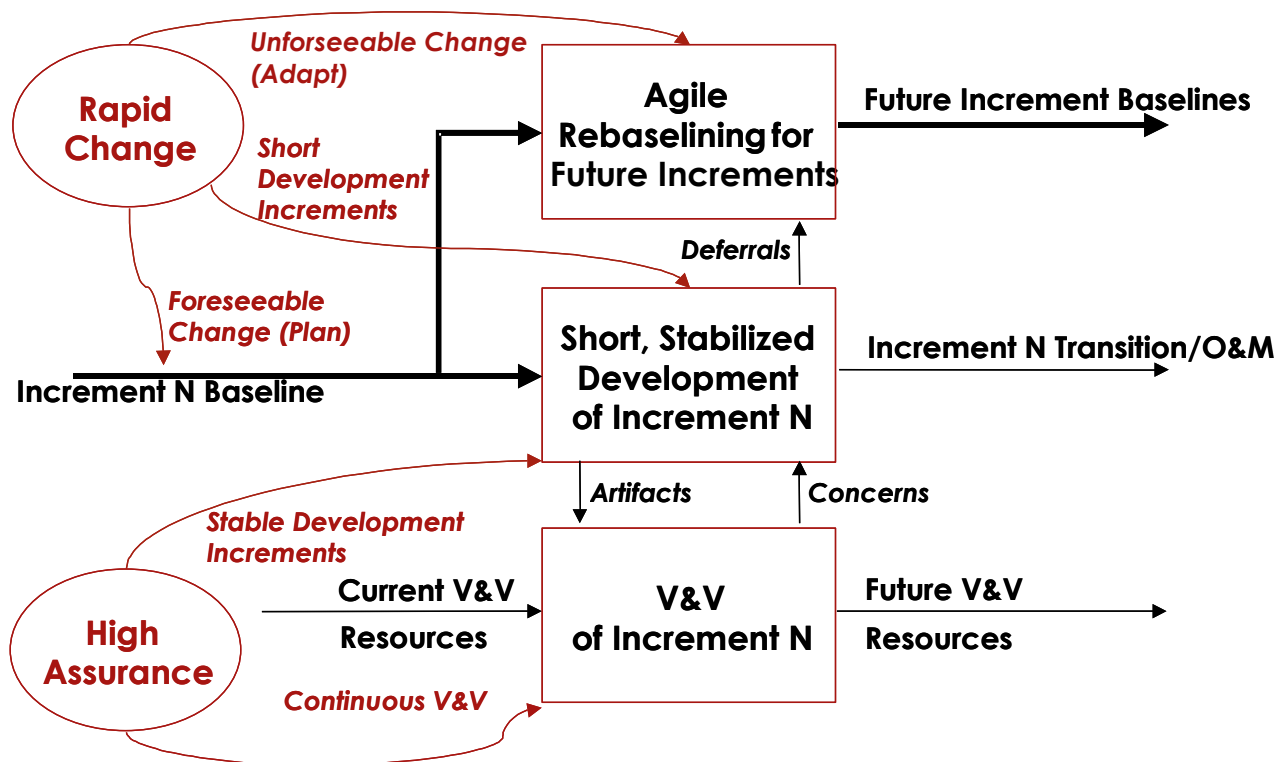 Unforseeable Change
(Adapt)
Rapid
Change
Short
Development
Increments
Agile
Rebaselining for
Future Increments
Future Increment Baselines
Deferrals
Foreseeable
Change (Plan)
Increment N Baseline
Short, Stabilized
Development
of Increment N
Increment N Transition/O&M
Artifacts
Concerns
Stable Development
Increments
High
Assurance
Current V&V
Resources
V&V
of Increment N
Future V&V
Resources
Continuous V&V